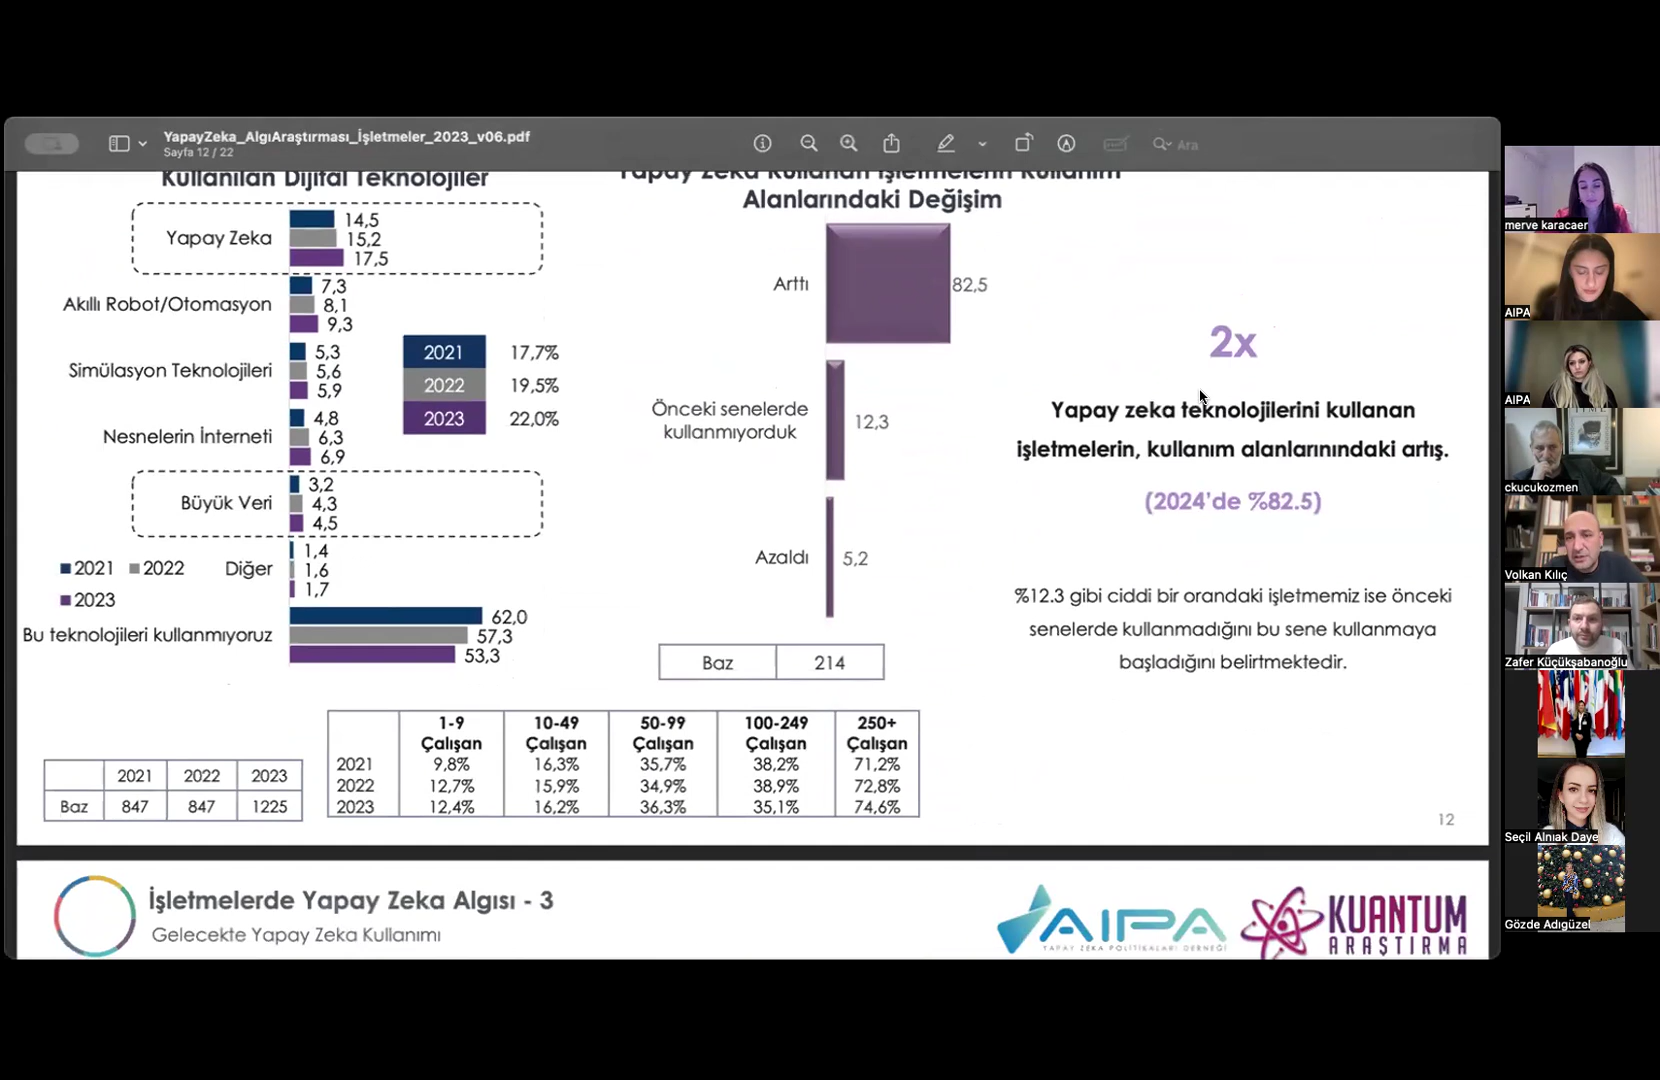 YapayZeka_AlgıAraştırması_İşletmeler_2023_v06.pdf
Sayfa 12 / 22
Ara
Kullanılan Dijital Teknolojiler
Yapay Zeka
14,5
15,2
17,5
Akıllı Robot/Otomasyon
7,3
8,1
9,3
Simülasyon Teknolojileri
5,3
5,6
5,9
Nesnelerin İnterneti
4,8
6,3
6,9
Büyük Veri
3,2
4,3
4,5
Diğer
1,4
1,6
1,7
Bu teknolojileri kullanmıyoruz
62,0
57,3
53,3
2021 2022
2023
2021 17,7%
2022 19,5%
2023 22,0%
Yapay Zeka Kullanan İşletmelerin Kullanım
Alanlarındaki Değişim
Arttı
82,5
Önceki senelerde
kullanmıyorduk
12,3
Azaldı
5,2
Baz 214
2x
Yapay zeka teknolojilerini kullanan
işletmelerin, kullanım alanlarınındaki artış.
(2024'de %82.5)
%12.3 gibi ciddi bir orandaki işletmemiz ise önceki
senelerde kullanmadığını bu sene kullanmaya
başladığını belirtmektedir.
2021 2022 2023
Baz 847 847 1225
1-9 10-49 50-99 100-249 250+
Çalışan Çalışan Çalışan Çalışan Çalışan
2021 9,8% 16,3% 35,7% 38,2% 71,2%
2022 12,7% 15,9% 34,9% 38,9% 72,8%
2023 12,4% 16,2% 36,3% 35,1% 74,6%
12
İşletmelerde Yapay Zeka Algısı - 3
Gelecekte Yapay Zeka Kullanımı
AIPA
YAPAY ZEKA POLİTİKALARI DERNEĞİ
KUANTUM
ARAŞTIRMA
merve karacaer
AIPA
AIPA
ckucukozmen
Volkan Kılıç
Zafer Küçükşabanoğlu
Seçil Alnıak Daye
Gözde Adıgüzel